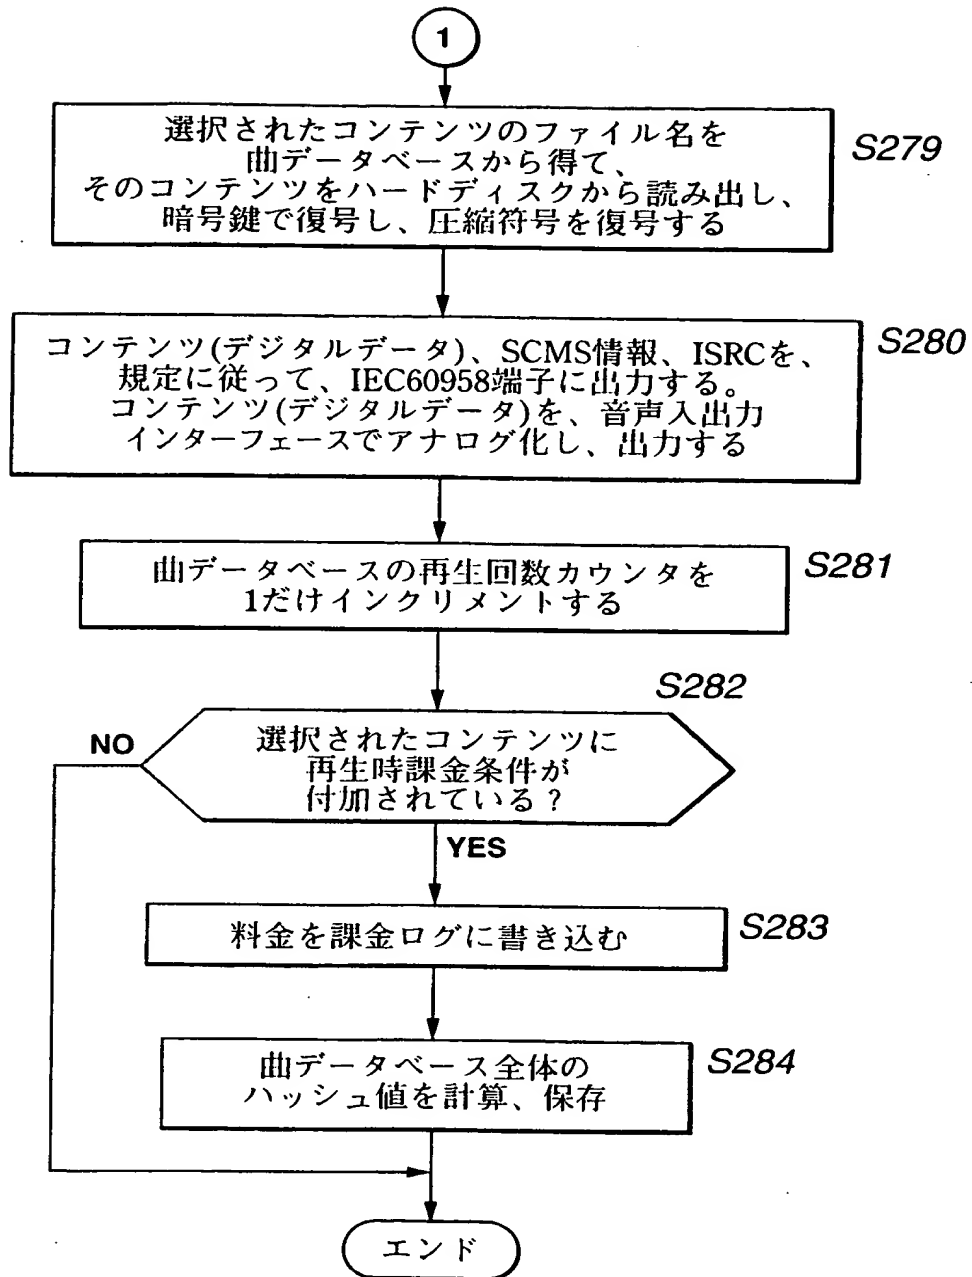 1
選択されたコンテンツのファイル名を
曲データベースから得て、
そのコンテンツをハードディスクから読み出し、
暗号鍵で復号し、圧縮符号を復号する
S279
コンテンツ(デジタルデータ)、SCMS情報、ISRCを、
規定に従って、IEC60958端子に出力する。
コンテンツ(デジタルデータ)を、音声入出力
インターフェースでアナログ化し、出力する
S280
曲データベースの再生回数カウンタを
1だけインクリメントする
S281
S282
選択されたコンテンツに
再生時課金条件が
付加されている?
NO
YES
料金を課金ログに書き込む
S283
曲データベース全体の
ハッシュ値を計算、保存
S284
エンド